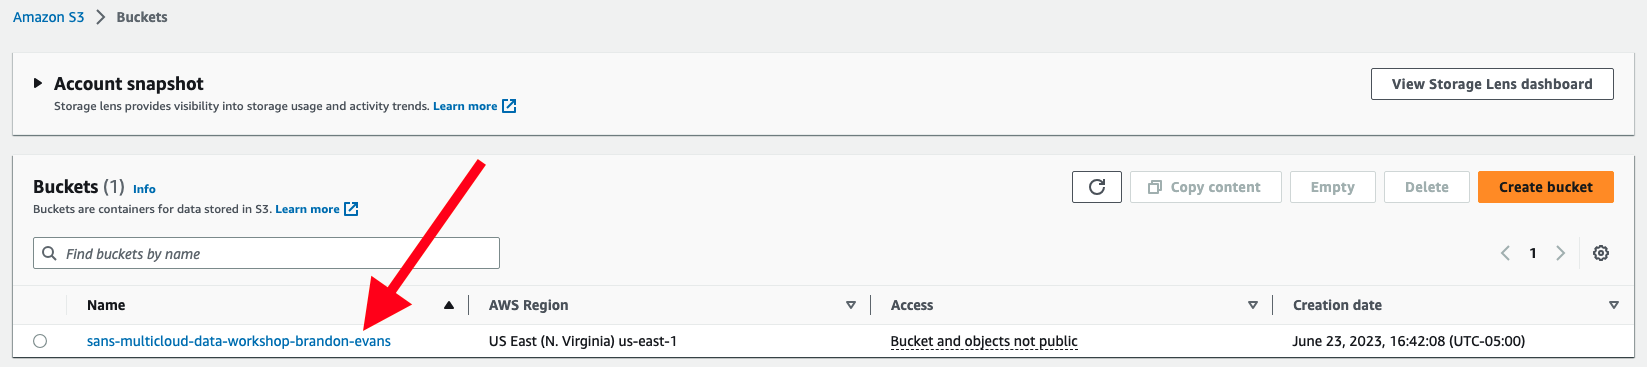 Amazon S3 > Buckets
Account snapshot
View Storage Lens dashboard
Storage lens provides visibility into storage usage and activity trends. Learn more
Buckets (1) Info
Copy content Empty Delete Create bucket
Buckets are containers for data stored in S3. Learn more
Find buckets by name
1
Name AWS Region Access Creation date
sans-multicloud-data-workshop-brandon-evans US East (N. Virginia) us-east-1 Bucket and objects not public June 23, 2023, 16:42:08 (UTC-05:00)